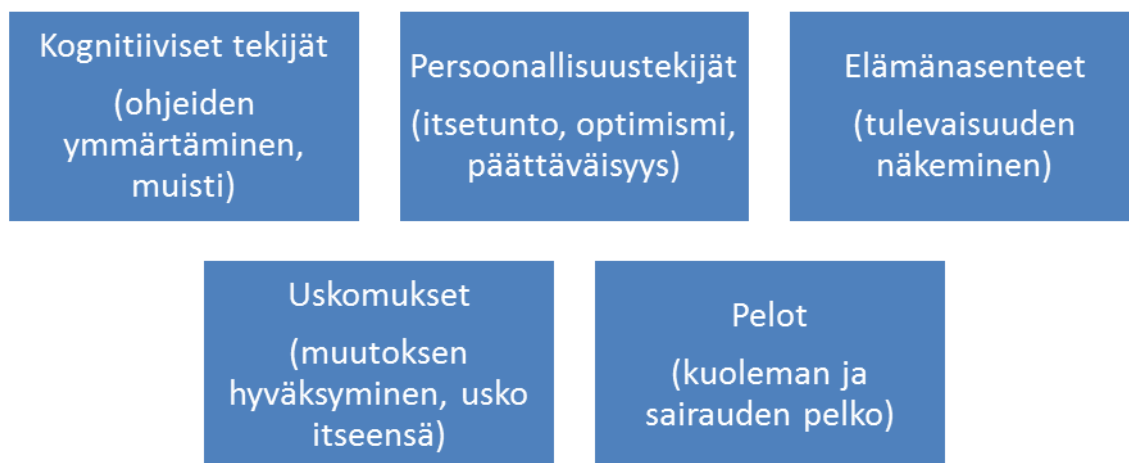 Kognitiiviset tekijät
(ohjeiden
ymmärtäminen,
muisti)
Persoonallisuustekijät
(itsetunto, optimismi,
päättäväisyys)
Elämänasenteet
(tulevaisuuden
näkeminen)
Uskomukset
(muutoksen
hyväksyminen, usko
itseensä)
Pelot
(kuoleman ja
sairauden pelko)